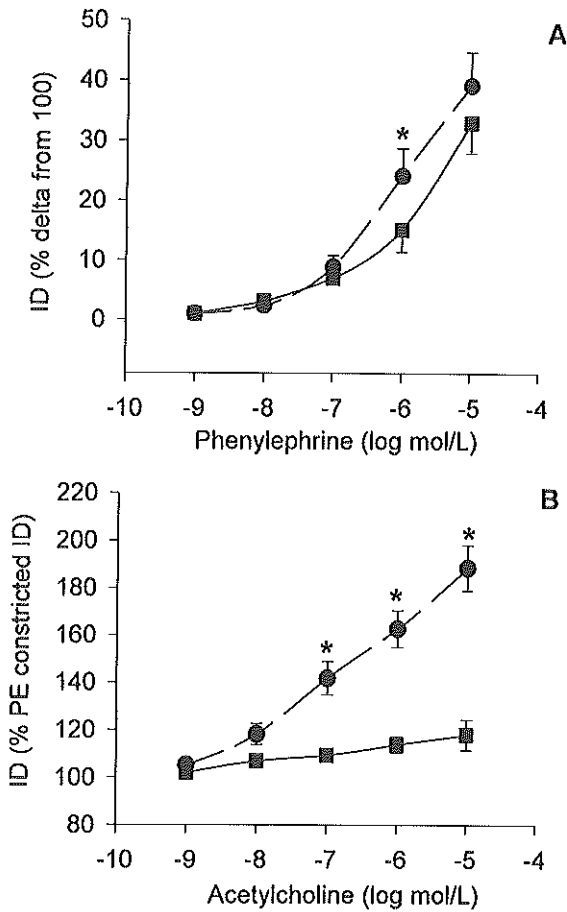 A
50
40
30
20
10
0
ID (% delta from 100)
*
-10 -9 -8 -7 -6 -5 -4
Phenylephrine (log mol/L)
B
220
200
180
160
140
120
100
80
ID (% PE constricted ID)
* * *
-10 -9 -8 -7 -6 -5 -4
Acetylcholine (log mol/L)